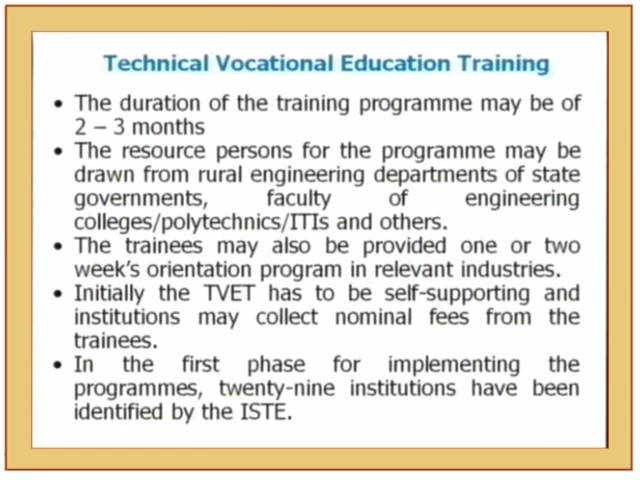 Technical Vocational Education Training
• The duration of the training programme may be of
2 – 3 months
• The resource persons for the programme may be
drawn from rural engineering departments of state
governments, faculty of engineering
colleges/polytechnics/ITIs and others.
• The trainees may also be provided one or two
week's orientation program in relevant industries.
• Initially the TVET has to be self-supporting and
institutions may collect nominal fees from the
trainees.
• In the first phase for implementing the
programmes, twenty-nine institutions have been
identified by the ISTE.